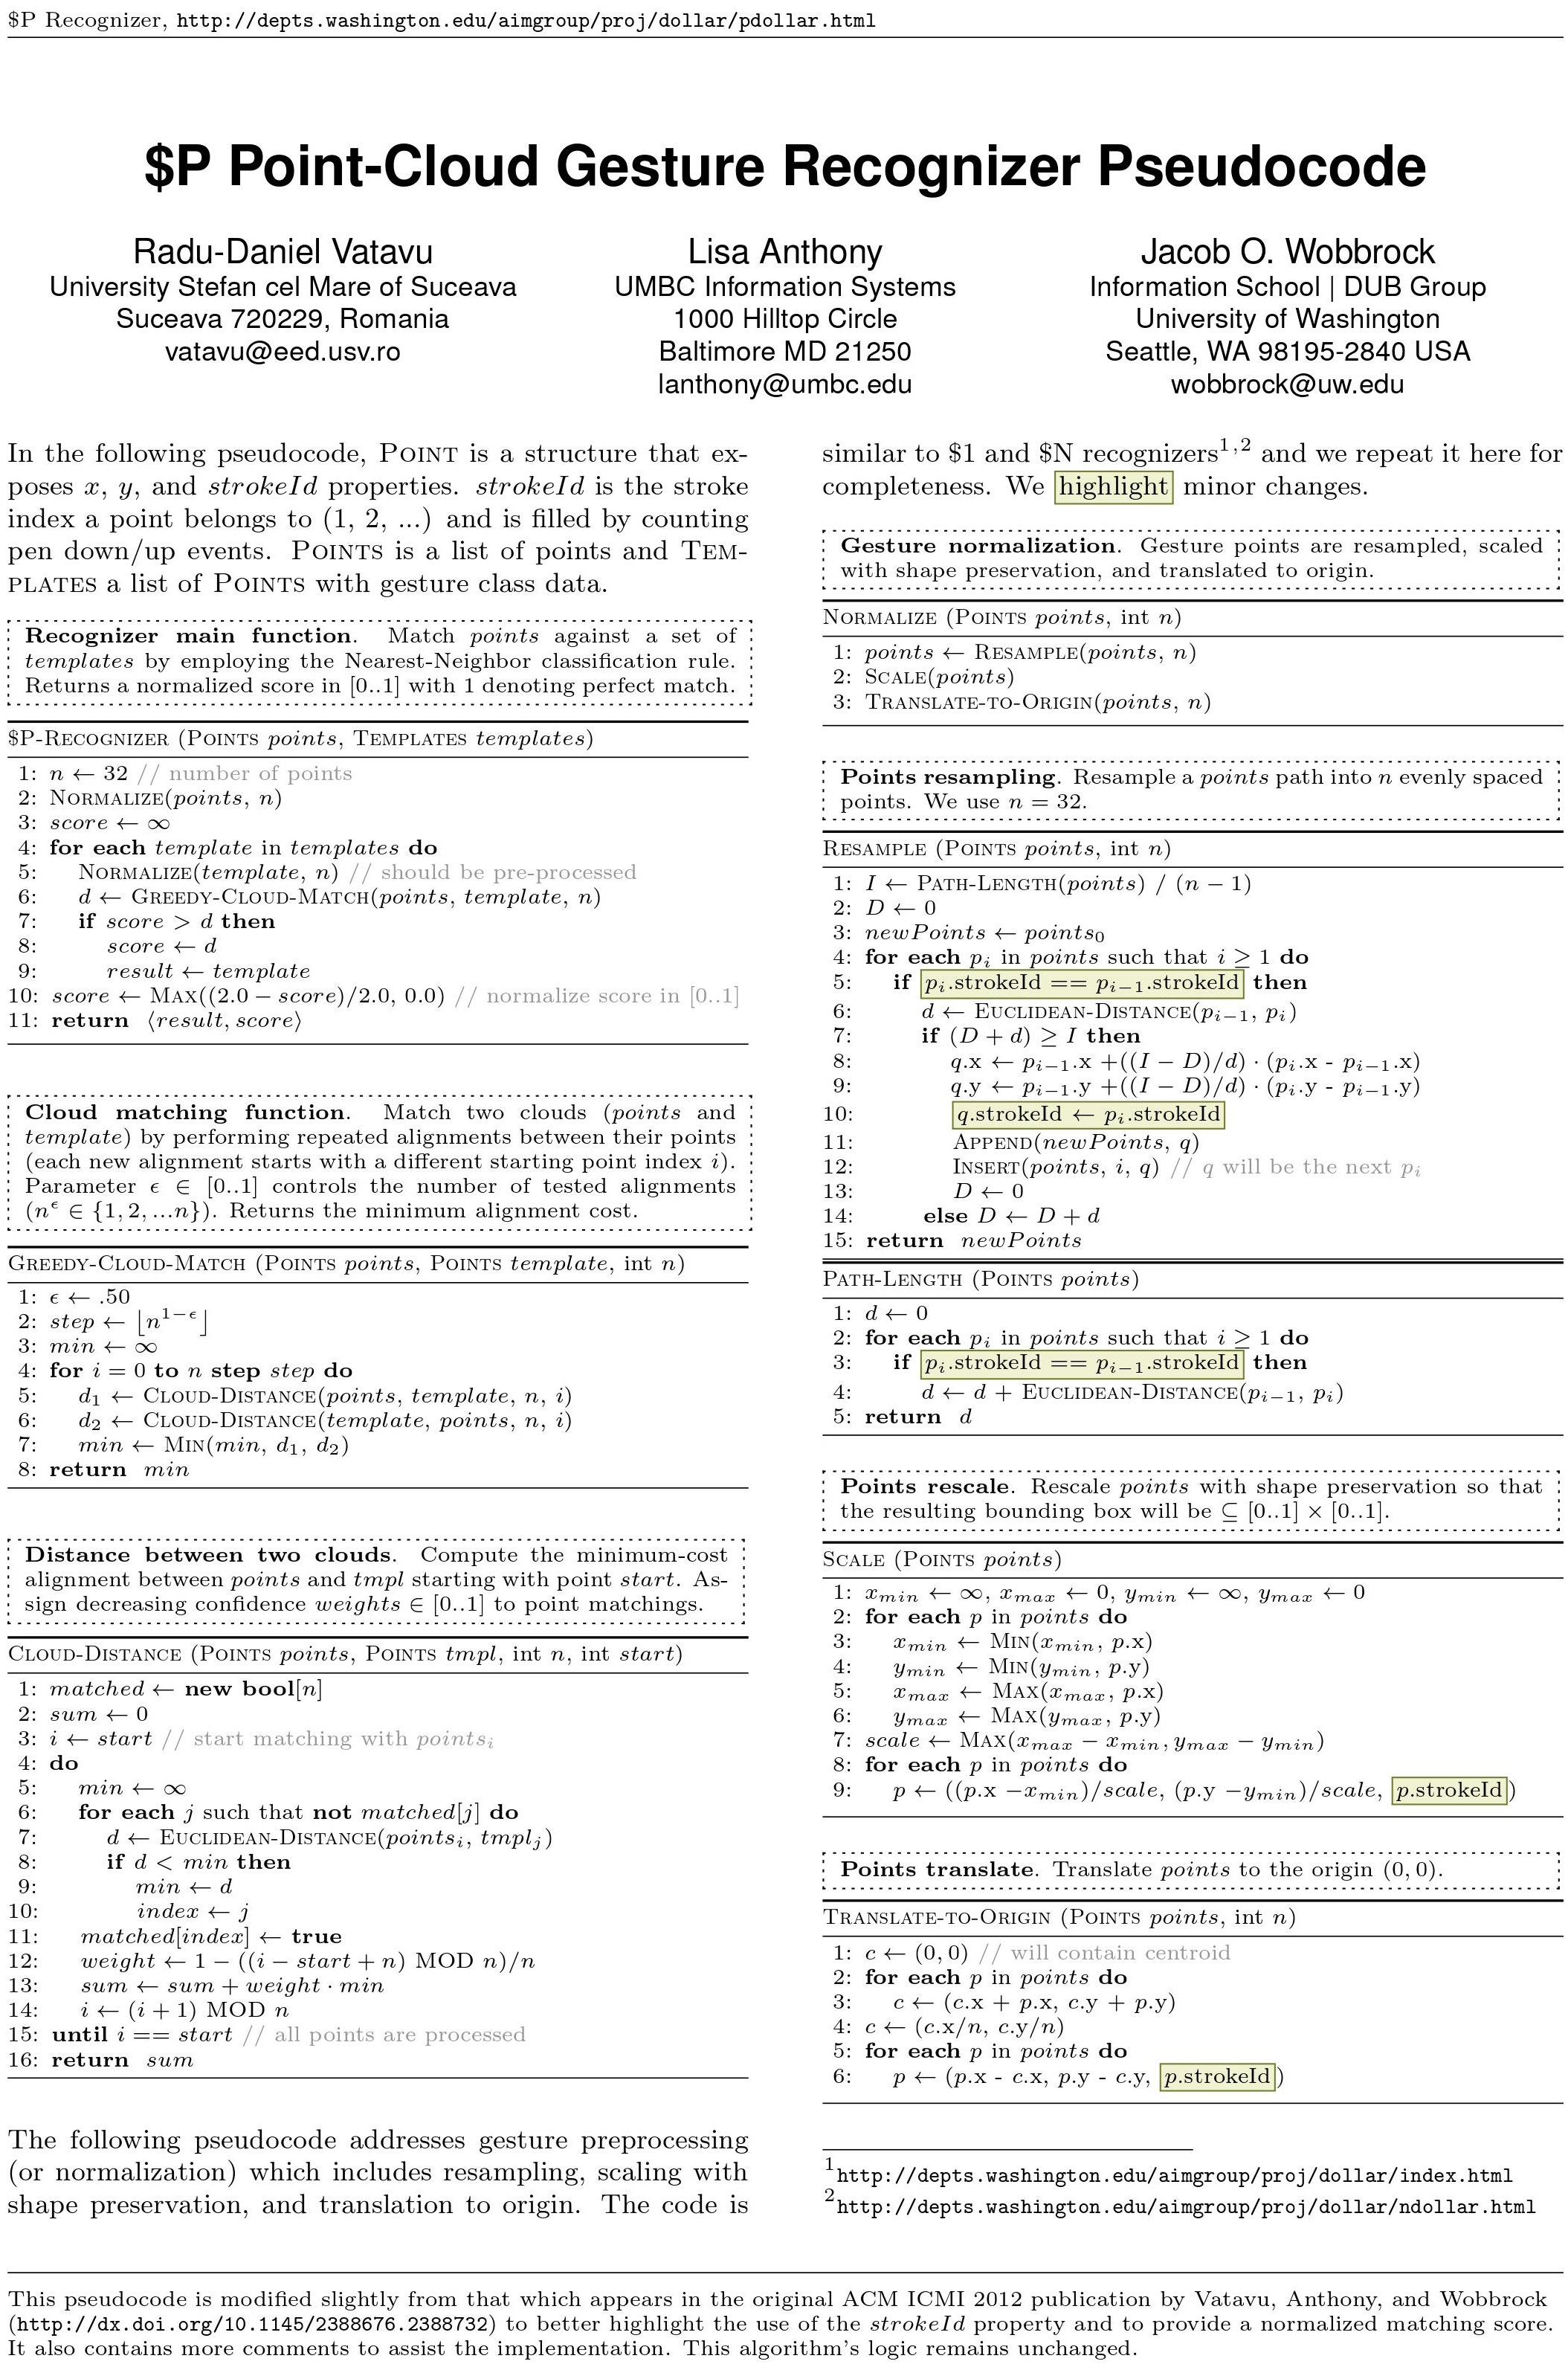 $P Recognizer, http://depts.washington.edu/aimgroup/proj/dollar/pdollar.html
$P Point-Cloud Gesture Recognizer Pseudocode
Radu-Daniel Vatavu
University Stefan cel Mare of Suceava
Suceava 720229, Romania
vatavu@eed.usv.ro
Lisa Anthony
UMBC Information Systems
1000 Hilltop Circle
Baltimore MD 21250
lanthony@umbc.edu
Jacob O. Wobbrock
Information School | DUB Group
University of Washington
Seattle, WA 98195-2840 USA
wobbrock@uw.edu
In the following pseudocode, POINT is a structure that ex-
poses x, y, and strokeId properties. strokeId is the stroke
index a point belongs to (1, 2, ...) and is filled by counting
pen down/up events. POINTS is a list of points and TEM-
PLATES a list of POINTS with gesture class data.
Recognizer main function. Match points against a set of
templates by employing the Nearest-Neighbor classification rule.
Returns a normalized score in [0..1] with 1 denoting perfect match.
$P-RECOGNIZER (POINTS points, TEMPLATES templates)
1: n ← 32 // number of points
2: NORMALIZE(points, n)
3: score ← ∞
4: for each template in templates do
5: NORMALIZE(template, n) // should be pre-processed
6: d ← GREEDY-CLOUD-MATCH(points, template, n)
7: if score > d then
8: score ← d
9: result ← template
10: score ← MAX((2.0 − score)/2.0, 0.0) // normalize score in [0..1]
11: return ⟨result, score⟩
Cloud matching function. Match two clouds (points and
template) by performing repeated alignments between their points
(each new alignment starts with a different starting point index i).
Parameter ϵ ∈ [0..1] controls the number of tested alignments
(n^ϵ ∈ {1, 2, ...n}). Returns the minimum alignment cost.
GREEDY-CLOUD-MATCH (POINTS points, POINTS template, int n)
1: ϵ ← .50
2: step ← ⌊n^{1−ϵ}⌋
3: min ← ∞
4: for i = 0 to n step step do
5: d₁ ← CLOUD-DISTANCE(points, template, n, i)
6: d₂ ← CLOUD-DISTANCE(template, points, n, i)
7: min ← MIN(min, d₁, d₂)
8: return min
Distance between two clouds. Compute the minimum-cost
alignment between points and tmpl starting with point start. As-
sign decreasing confidence weights ∈ [0..1] to point matchings.
CLOUD-DISTANCE (POINTS points, POINTS tmpl, int n, int start)
1: matched ← new bool[n]
2: sum ← 0
3: i ← start // start matching with points_i
4: do
5: min ← ∞
6: for each j such that not matched[j] do
7: d ← EUCLIDEAN-DISTANCE(points_i, tmpl_j)
8: if d < min then
9: min ← d
10: index ← j
11: matched[index] ← true
12: weight ← 1 − ((i − start + n) MOD n)/n
13: sum ← sum + weight · min
14: i ← (i + 1) MOD n
15: until i == start // all points are processed
16: return sum
The following pseudocode addresses gesture preprocessing
(or normalization) which includes resampling, scaling with
shape preservation, and translation to origin. The code is
similar to $1 and $N recognizers¹,² and we repeat it here for
completeness. We highlight minor changes.
Gesture normalization. Gesture points are resampled, scaled
with shape preservation, and translated to origin.
NORMALIZE (POINTS points, int n)
1: points ← RESAMPLE(points, n)
2: SCALE(points)
3: TRANSLATE-TO-ORIGIN(points, n)
Points resampling. Resample a points path into n evenly spaced
points. We use n = 32.
RESAMPLE (POINTS points, int n)
1: I ← PATH-LENGTH(points) / (n − 1)
2: D ← 0
3: newPoints ← points₀
4: for each p_i in points such that i ≥ 1 do
5: if p_i.strokeId == p_{i−1}.strokeId then
6: d ← EUCLIDEAN-DISTANCE(p_{i−1}, p_i)
7: if (D + d) ≥ I then
8: q.x ← p_{i−1}.x +((I − D)/d) · (p_i.x - p_{i−1}.x)
9: q.y ← p_{i−1}.y +((I − D)/d) · (p_i.y - p_{i−1}.y)
10: q.strokeId ← p_i.strokeId
11: APPEND(newPoints, q)
12: INSERT(points, i, q) // q will be the next p_i
13: D ← 0
14: else D ← D + d
15: return newPoints
PATH-LENGTH (POINTS points)
1: d ← 0
2: for each p_i in points such that i ≥ 1 do
3: if p_i.strokeId == p_{i−1}.strokeId then
4: d ← d + EUCLIDEAN-DISTANCE(p_{i−1}, p_i)
5: return d
Points rescale. Rescale points with shape preservation so that
the resulting bounding box will be ⊆ [0..1] × [0..1].
SCALE (POINTS points)
1: x_min ← ∞, x_max ← 0, y_min ← ∞, y_max ← 0
2: for each p in points do
3: x_min ← MIN(x_min, p.x)
4: y_min ← MIN(y_min, p.y)
5: x_max ← MAX(x_max, p.x)
6: y_max ← MAX(y_max, p.y)
7: scale ← MAX(x_max − x_min, y_max − y_min)
8: for each p in points do
9: p ← ((p.x −x_min)/scale, (p.y −y_min)/scale, p.strokeId)
Points translate. Translate points to the origin (0, 0).
TRANSLATE-TO-ORIGIN (POINTS points, int n)
1: c ← (0, 0) // will contain centroid
2: for each p in points do
3: c ← (c.x + p.x, c.y + p.y)
4: c ← (c.x/n, c.y/n)
5: for each p in points do
6: p ← (p.x - c.x, p.y - c.y, p.strokeId)
¹http://depts.washington.edu/aimgroup/proj/dollar/index.html
²http://depts.washington.edu/aimgroup/proj/dollar/ndollar.html
This pseudocode is modified slightly from that which appears in the original ACM ICMI 2012 publication by Vatavu, Anthony, and Wobbrock
(http://dx.doi.org/10.1145/2388676.2388732) to better highlight the use of the strokeId property and to provide a normalized matching score.
It also contains more comments to assist the implementation. This algorithm's logic remains unchanged.